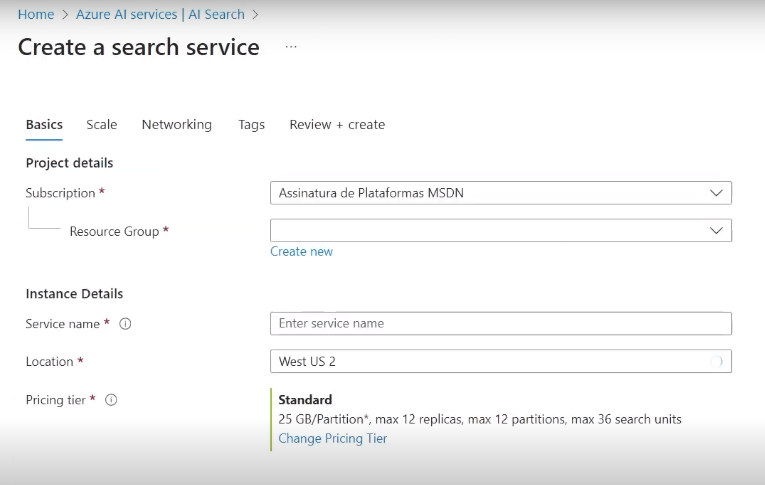 Home > Azure AI services | AI Search >
Create a search service ...
Basics Scale Networking Tags Review + create
Project details
Subscription * Assinatura de Plataformas MSDN
Resource Group *
Create new
Instance Details
Service name * Enter service name
Location * West US 2
Pricing tier * Standard
25 GB/Partition*, max 12 replicas, max 12 partitions, max 36 search units
Change Pricing Tier